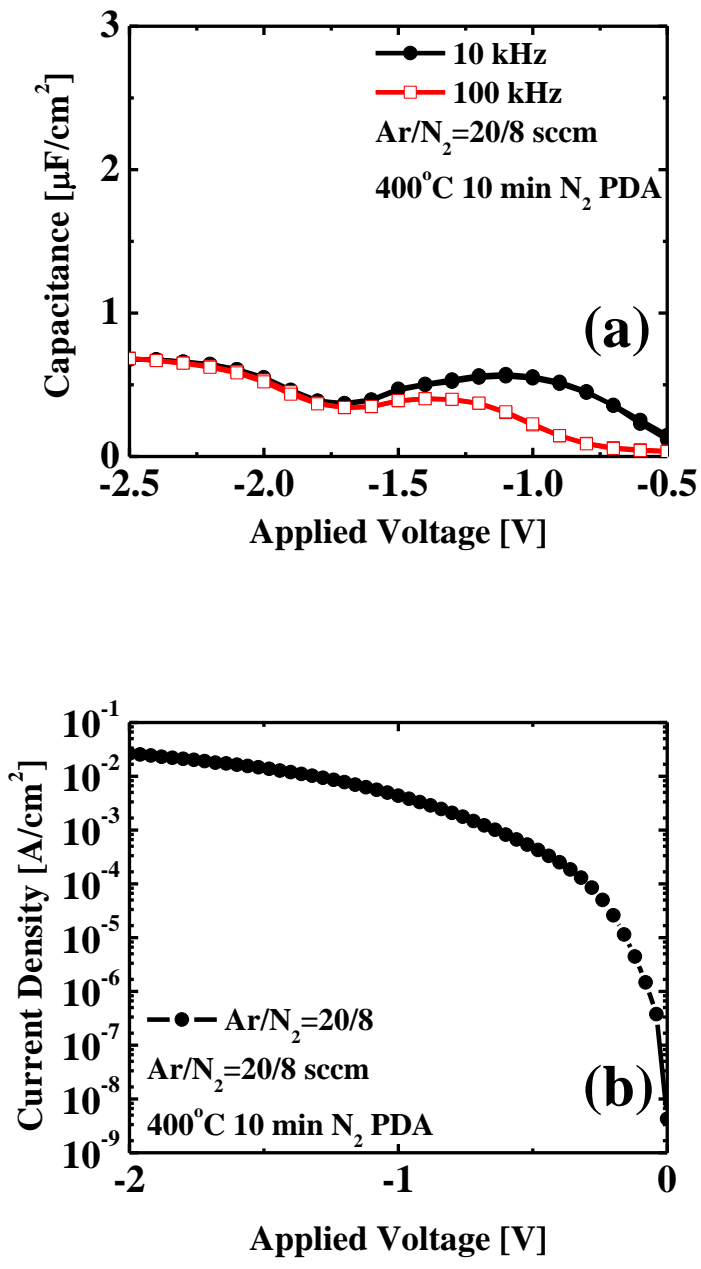 3
2
1
0
Capacitance [μF/cm²]
10 kHz
100 kHz
Ar/N₂=20/8 sccm
400°C 10 min N₂ PDA
(a)
-2.5 -2.0 -1.5 -1.0 -0.5
Applied Voltage [V]
10⁻¹
10⁻²
10⁻³
10⁻⁴
10⁻⁵
10⁻⁶
10⁻⁷
10⁻⁸
10⁻⁹
Current Density [A/cm²]
Ar/N₂=20/8
Ar/N₂=20/8 sccm
400°C 10 min N₂ PDA
(b)
-2 -1 0
Applied Voltage [V]